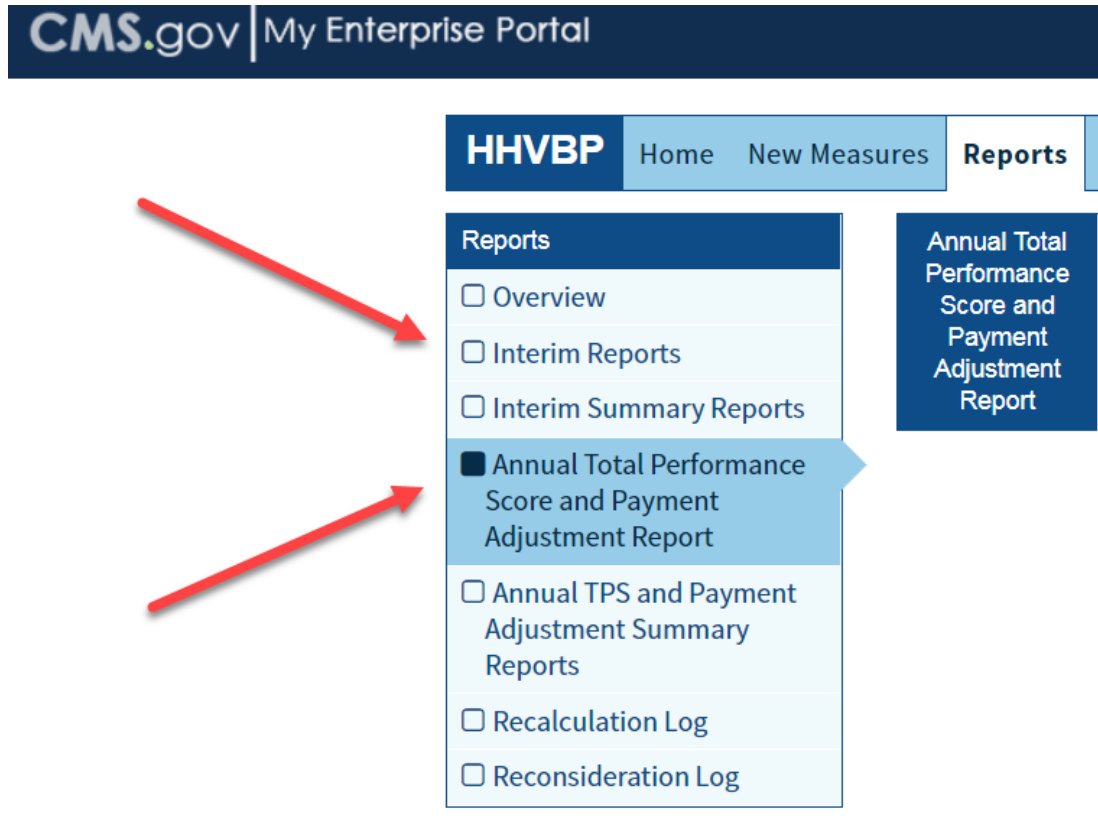 CMS.gov My Enterprise Portal
HHVBP Home New Measures Reports
Reports
Overview
Interim Reports
Interim Summary Reports
Annual Total Performance
Score and Payment
Adjustment Report
Annual TPS and Payment
Adjustment Summary
Reports
Recalculation Log
Reconsideration Log
Annual Total
Performance
Score and
Payment
Adjustment
Report